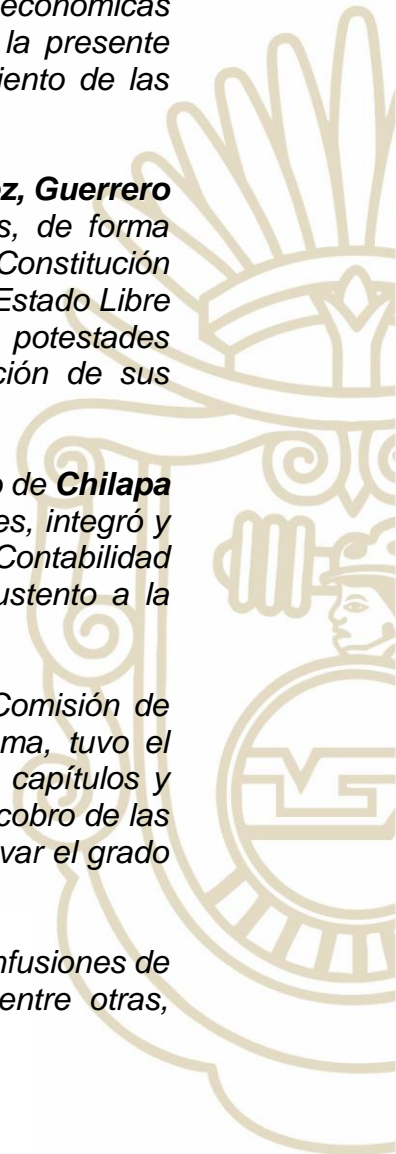 económicas
la presente
iento de las
ez, Guerrero
s, de forma
Constitución
Estado Libre
potestades
ción de sus
o de Chilapa
es, integró y
Contabilidad
ustento a la
Comisión de
ma, tuvo el
capítulos y
cobro de las
var el grado
nfusiones de
entre otras,